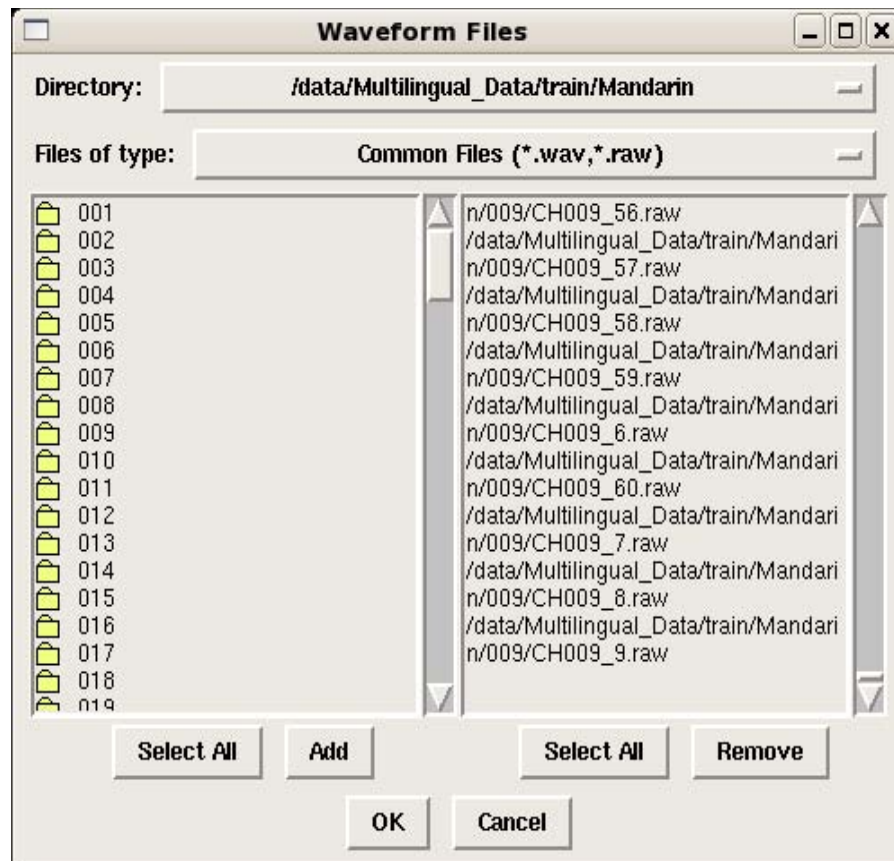 Waveform Files
Directory: /data/Multilingual_Data/train/Mandarin
Files of type: Common Files (*.wav,*.raw)
001
002
003
004
005
006
007
008
009
010
011
012
013
014
015
016
017
018
019
n/009/CH009_56.raw
/data/Multilingual_Data/train/Mandari
n/009/CH009_57.raw
/data/Multilingual_Data/train/Mandari
n/009/CH009_58.raw
/data/Multilingual_Data/train/Mandari
n/009/CH009_59.raw
/data/Multilingual_Data/train/Mandari
n/009/CH009_6.raw
/data/Multilingual_Data/train/Mandari
n/009/CH009_60.raw
/data/Multilingual_Data/train/Mandari
n/009/CH009_7.raw
/data/Multilingual_Data/train/Mandari
n/009/CH009_8.raw
/data/Multilingual_Data/train/Mandari
n/009/CH009_9.raw
Select All Add Select All Remove
OK Cancel